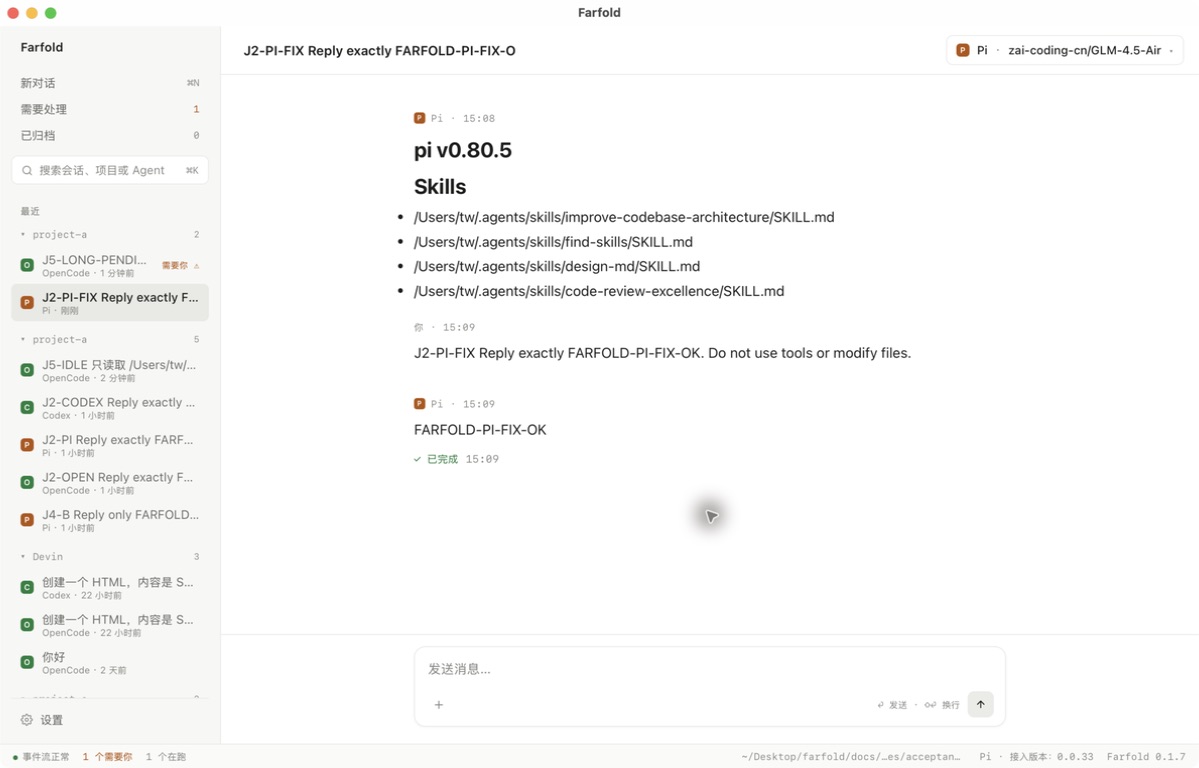 Farfold
Farfold
新对话 ⌘N
需要处理 1
已归档 0
搜索会话、项目或 Agent ⌘K
最近
project-a 2
O J5-LONG-PENDI... 需要你
OpenCode · 1 分钟前
P J2-PI-FIX Reply exactly F...
Pi · 刚刚
project-a 5
O J5-IDLE 只读取 /Users/tw/...
OpenCode · 2 分钟前
C J2-CODEX Reply exactly ...
Codex · 1 小时前
P J2-PI Reply exactly FARF...
Pi · 1 小时前
O J2-OPEN Reply exactly F...
OpenCode · 1 小时前
P J4-B Reply only FARFOLD...
Pi · 1 小时前
Devin 3
C 创建一个 HTML，内容是 S...
Codex · 22 小时前
O 创建一个 HTML，内容是 S...
OpenCode · 22 小时前
O 你好
OpenCode · 2 天前
设置
J2-PI-FIX Reply exactly FARFOLD-PI-FIX-O
P Pi · zai-coding-cn/GLM-4.5-Air
P Pi · 15:08
pi v0.80.5
Skills
• /Users/tw/.agents/skills/improve-codebase-architecture/SKILL.md
• /Users/tw/.agents/skills/find-skills/SKILL.md
• /Users/tw/.agents/skills/design-md/SKILL.md
• /Users/tw/.agents/skills/code-review-excellence/SKILL.md
你 · 15:09
J2-PI-FIX Reply exactly FARFOLD-PI-FIX-OK. Do not use tools or modify files.
P Pi · 15:09
FARFOLD-PI-FIX-OK
✓ 已完成 15:09
发送消息...
+ 发送 · 换行
事件流正常 1 个需要你 1 个在跑 ~/Desktop/farfold/docs/…es/acceptan… Pi · 接入版本: 0.0.33 Farfold 0.1.7